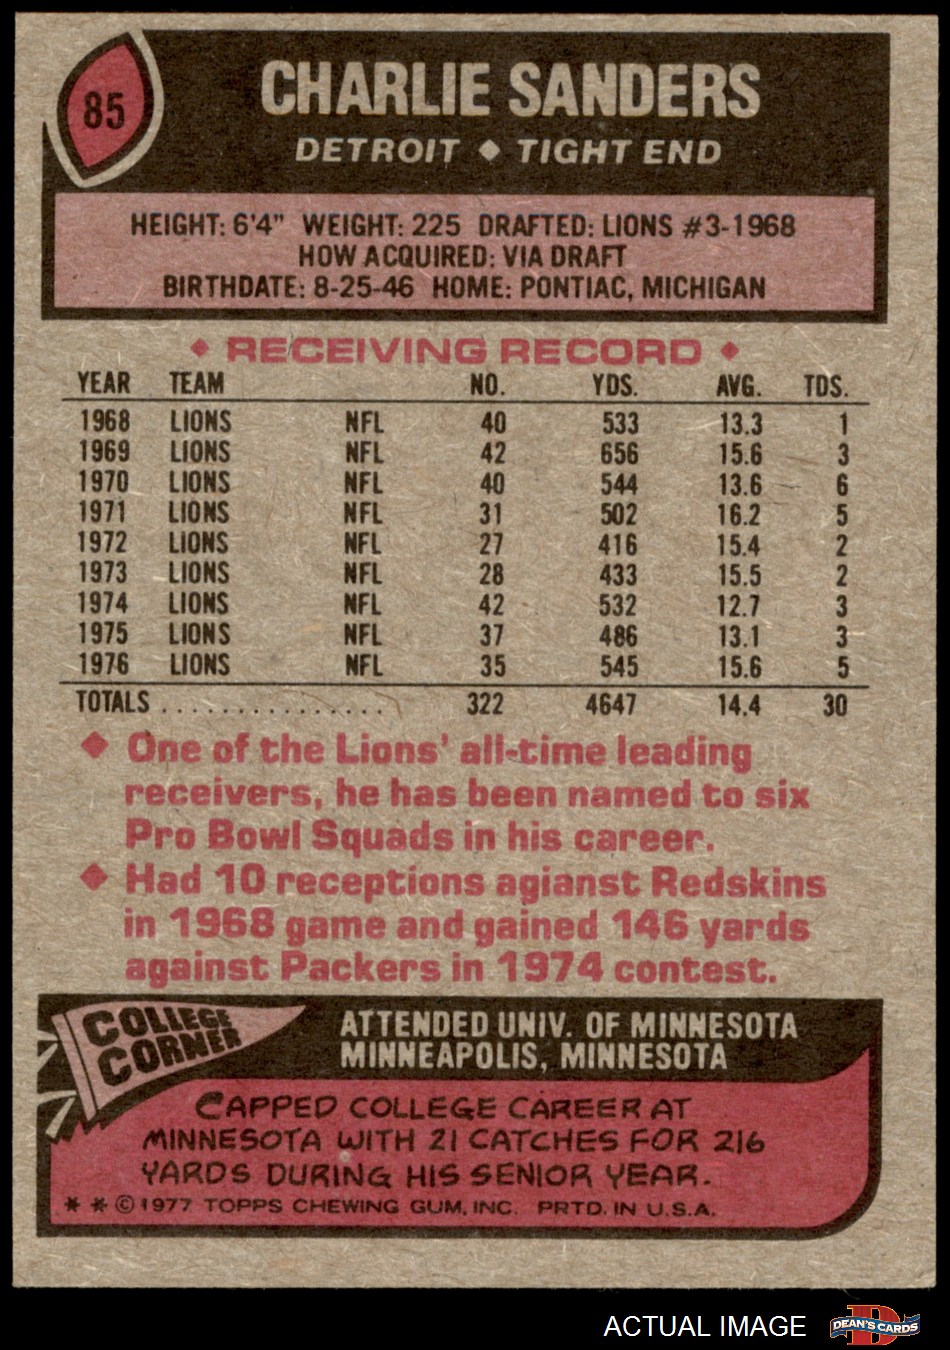 85
CHARLIE SANDERS
DETROIT ◆ TIGHT END
HEIGHT: 6'4" WEIGHT: 225 DRAFTED: LIONS #3-1968
HOW ACQUIRED: VIA DRAFT
BIRTHDATE: 8-25-46 HOME: PONTIAC, MICHIGAN
◆ RECEIVING RECORD ◆
YEAR TEAM NO. YDS. AVG. TDS.
1968 LIONS NFL 40 533 13.3 1
1969 LIONS NFL 42 656 15.6 3
1970 LIONS NFL 40 544 13.6 6
1971 LIONS NFL 31 502 16.2 5
1972 LIONS NFL 27 416 15.4 2
1973 LIONS NFL 28 433 15.5 2
1974 LIONS NFL 42 532 12.7 3
1975 LIONS NFL 37 486 13.1 3
1976 LIONS NFL 35 545 15.6 5
TOTALS . . . . . . . . . . . . . . . 322 4647 14.4 30
◆ One of the Lions' all-time leading
receivers, he has been named to six
Pro Bowl Squads in his career.
◆ Had 10 receptions agianst Redskins
in 1968 game and gained 146 yards
against Packers in 1974 contest.
COLLEGE
CORNER
ATTENDED UNIV. OF MINNESOTA
MINNEAPOLIS, MINNESOTA
CAPPED COLLEGE CAREER AT
MINNESOTA WITH 21 CATCHES FOR 216
YARDS DURING HIS SENIOR YEAR.
* * © 1977 TOPPS CHEWING GUM, INC. PRTD. IN U.S.A.
ACTUAL IMAGE
D
DEAN'S CARDS